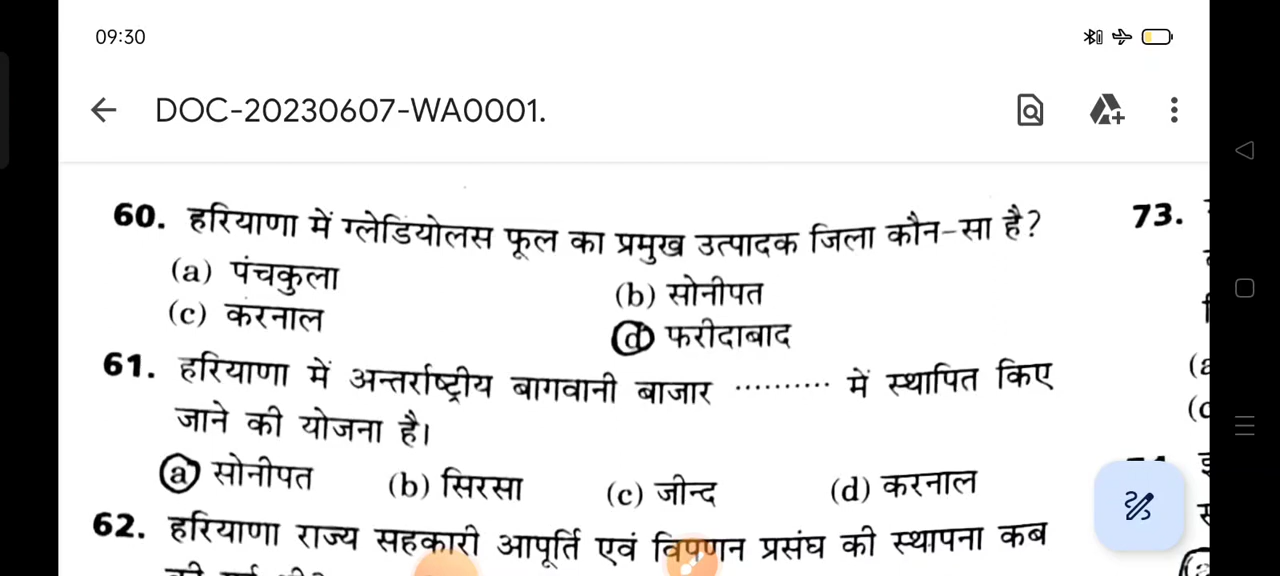 09:30
DOC-20230607-WA0001.
60. हरियाणा में ग्लेडियोलस फूल का प्रमुख उत्पादक जिला कौन-सा है?
(a) पंचकुला (b) सोनीपत
(c) करनाल (d) फरीदाबाद
61. हरियाणा में अन्तर्राष्ट्रीय बागवानी बाजार .......... में स्थापित किए
जाने की योजना है।
(a) सोनीपत (b) सिरसा (c) जीन्द (d) करनाल
62. हरियाणा राज्य सहकारी आपूर्ति एवं विपणन प्रसंघ की स्थापना कब
73.